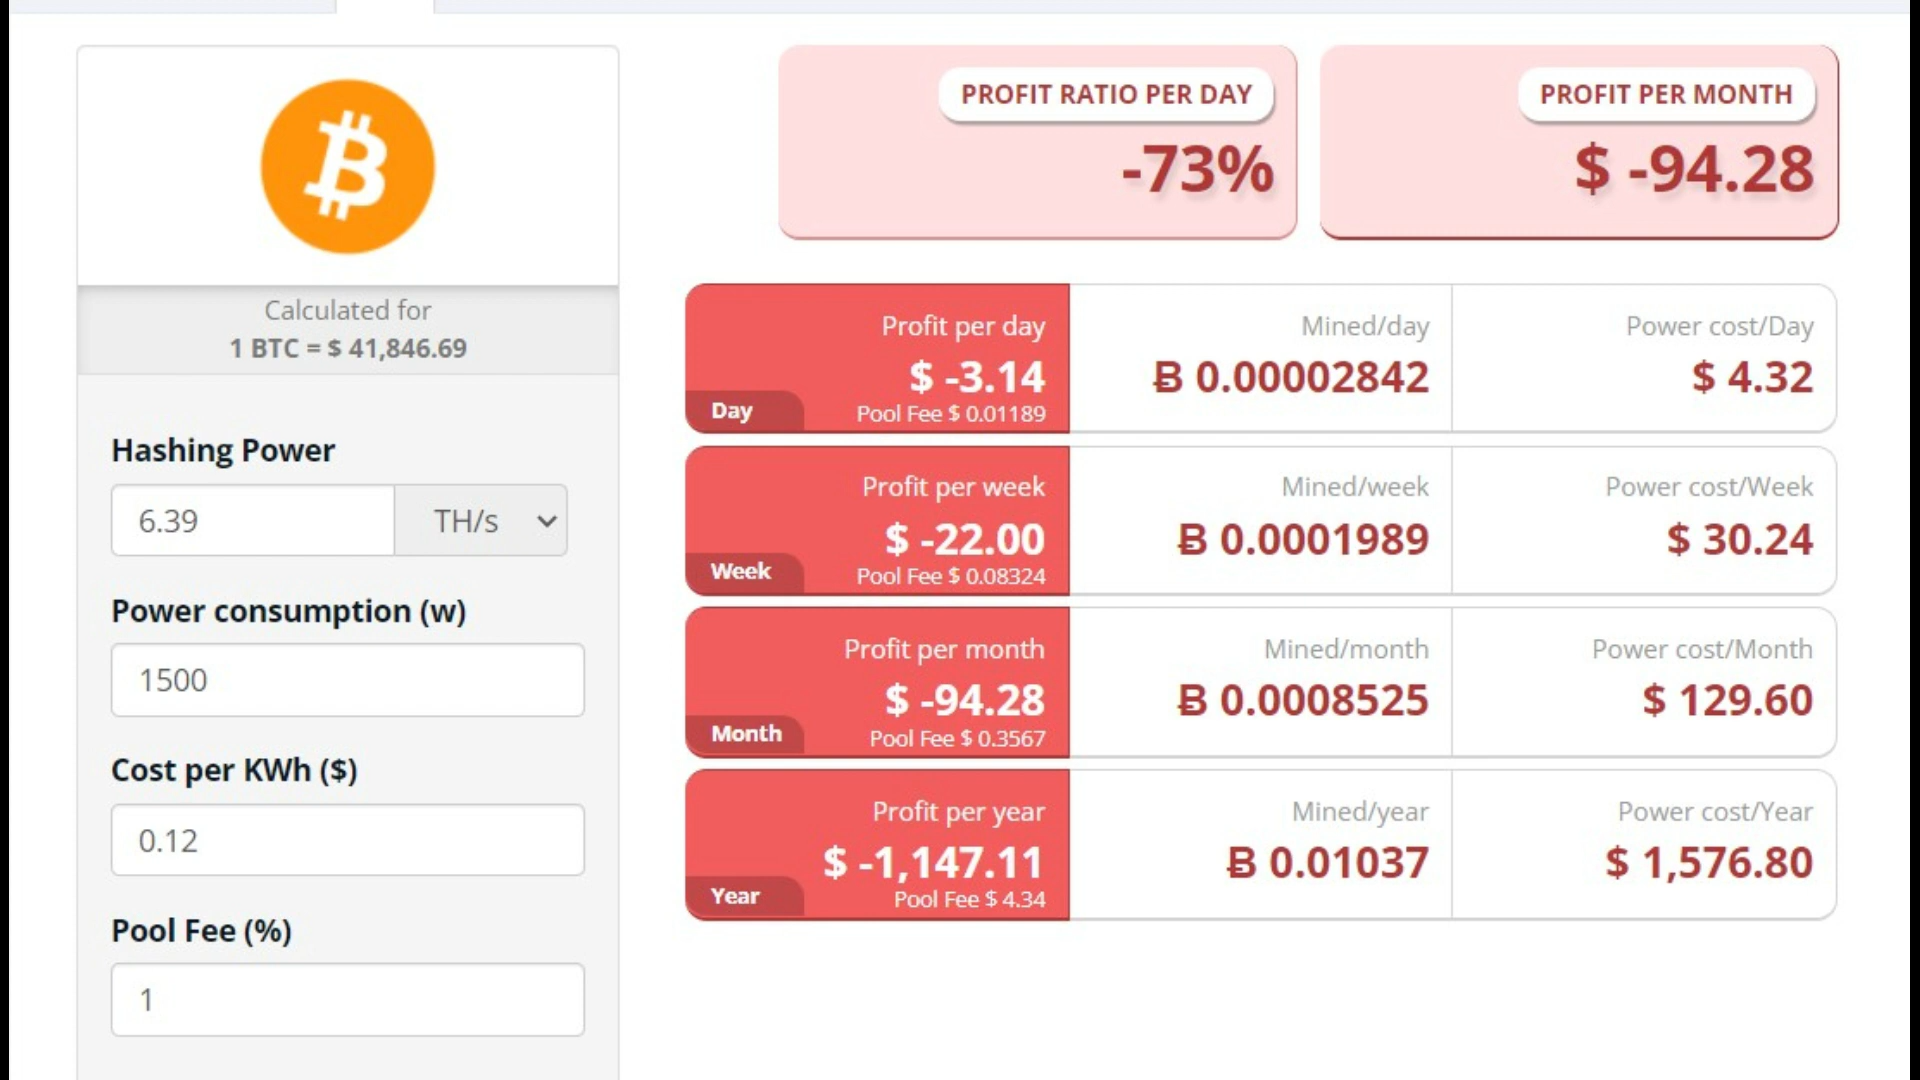 Calculated for
1 BTC = $ 41,846.69
Hashing Power
6.39 TH/s
Power consumption (w)
1500
Cost per KWh ($)
0.12
Pool Fee (%)
1
PROFIT RATIO PER DAY
-73%
PROFIT PER MONTH
$ -94.28
Profit per day
$ -3.14
Day
Pool Fee $ 0.01189
Mined/day
Ƀ 0.00002842
Power cost/Day
$ 4.32
Profit per week
$ -22.00
Week
Pool Fee $ 0.08324
Mined/week
Ƀ 0.0001989
Power cost/Week
$ 30.24
Profit per month
$ -94.28
Month
Pool Fee $ 0.3567
Mined/month
Ƀ 0.0008525
Power cost/Month
$ 129.60
Profit per year
$ -1,147.11
Year
Pool Fee $ 4.34
Mined/year
Ƀ 0.01037
Power cost/Year
$ 1,576.80